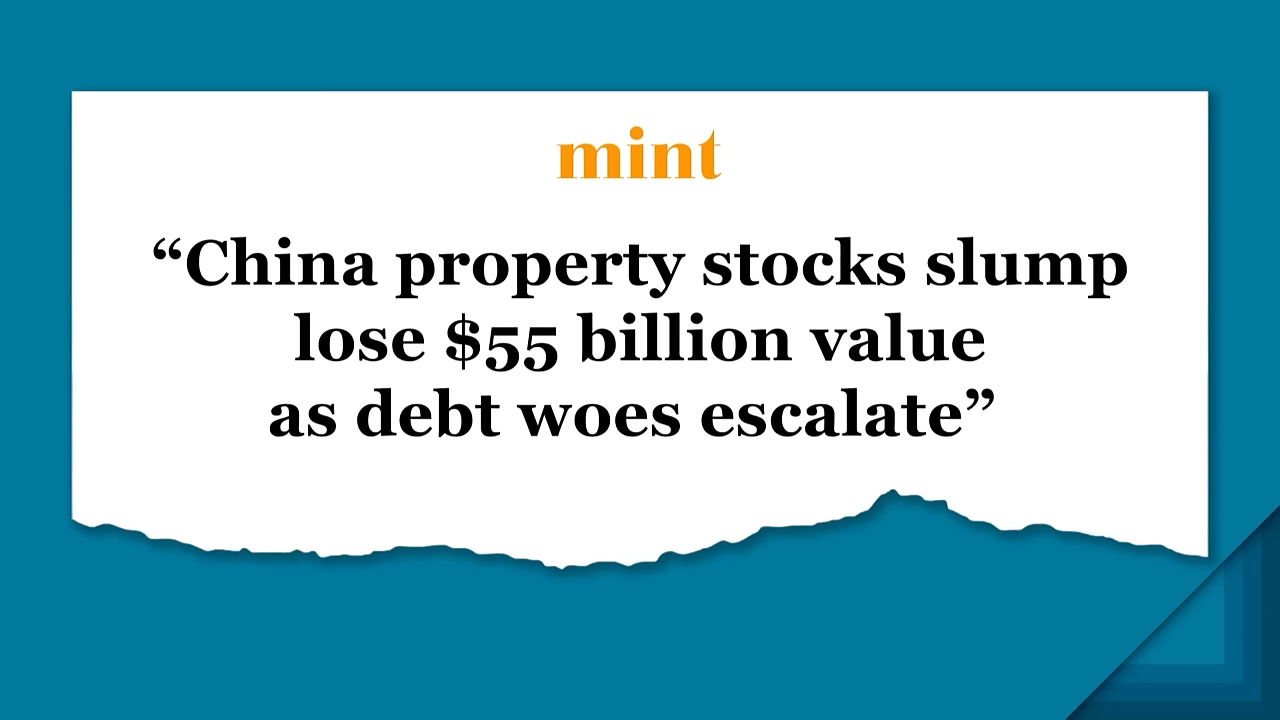 mint
“China property stocks slump
lose $55 billion value
as debt woes escalate”